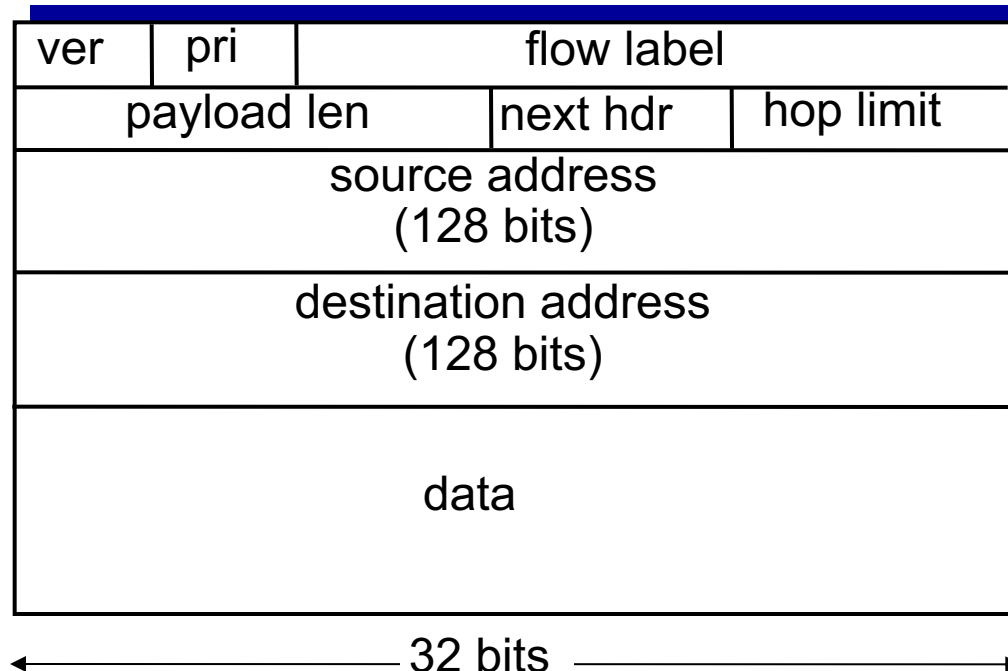 ver pri flow label
payload len next hdr hop limit
source address
(128 bits)
destination address
(128 bits)
data
32 bits